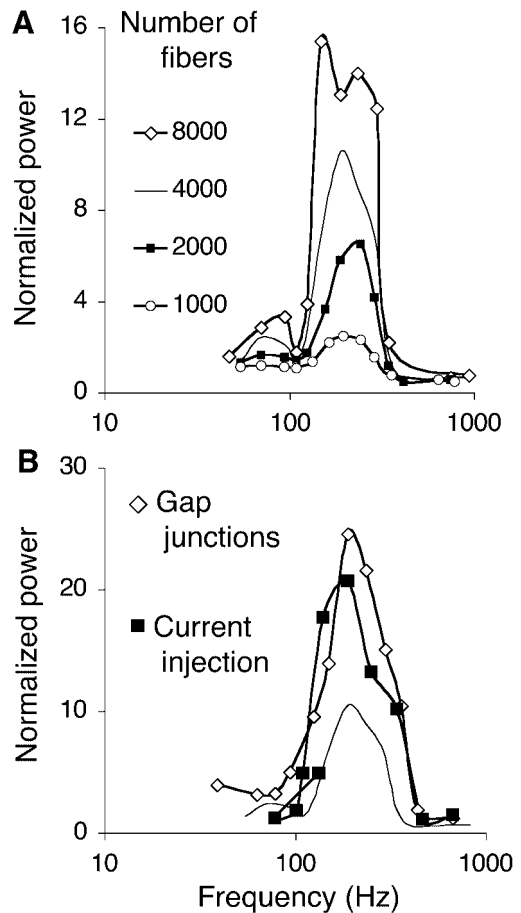 A
Number of
fibers
8000
4000
2000
1000
Normalized power
16
12
8
4
0
10
100
1000
B
Gap
junctions
Current
injection
Normalized power
30
20
10
0
10
100
1000
Frequency (Hz)